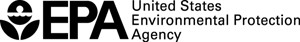 EPA United States
Environmental Protection
Agency